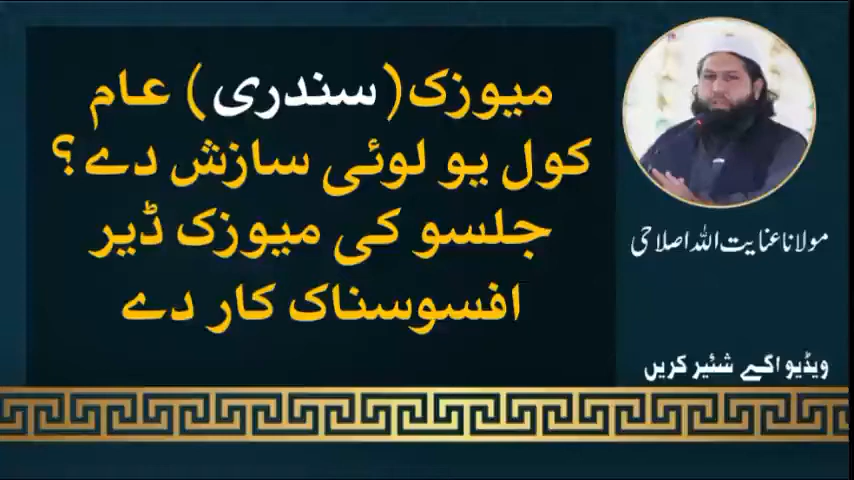 میوزک(سندری) عام
کول یو لوئی سازش دے؟
جلسو کی میوزک ڈیر
افسوسناک کار دے
مولانا عنایت اللہ اصلاحی
ویڈیو اگے شئیر کریں